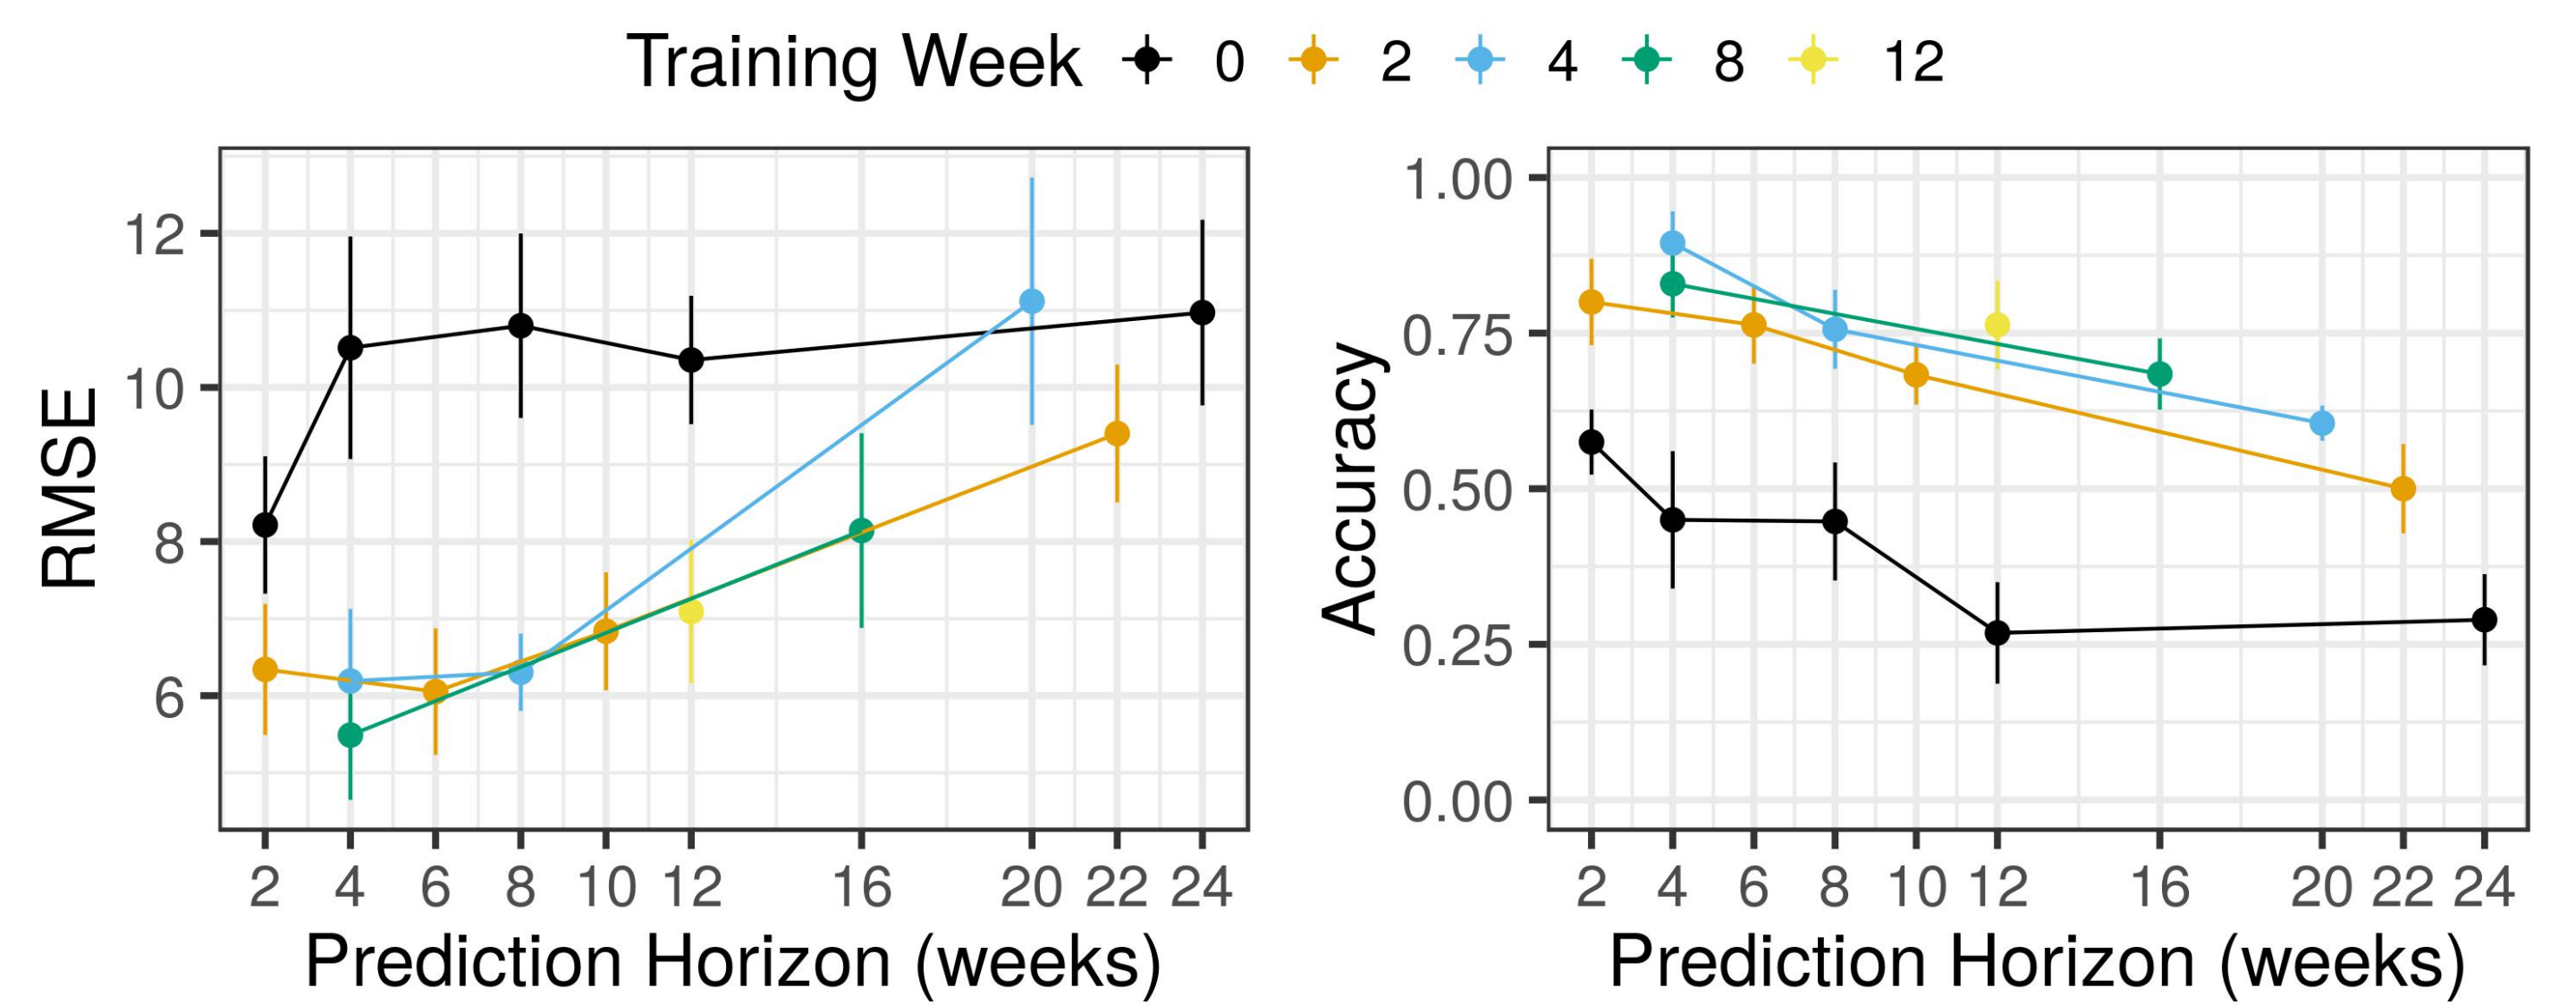 Training Week 0 2 4 8 12
RMSE
12
10
8
6
2 4 6 8 10 12 16 20 22 24
Prediction Horizon (weeks)
Accuracy
1.00
0.75
0.50
0.25
0.00
2 4 6 8 10 12 16 20 22 24
Prediction Horizon (weeks)